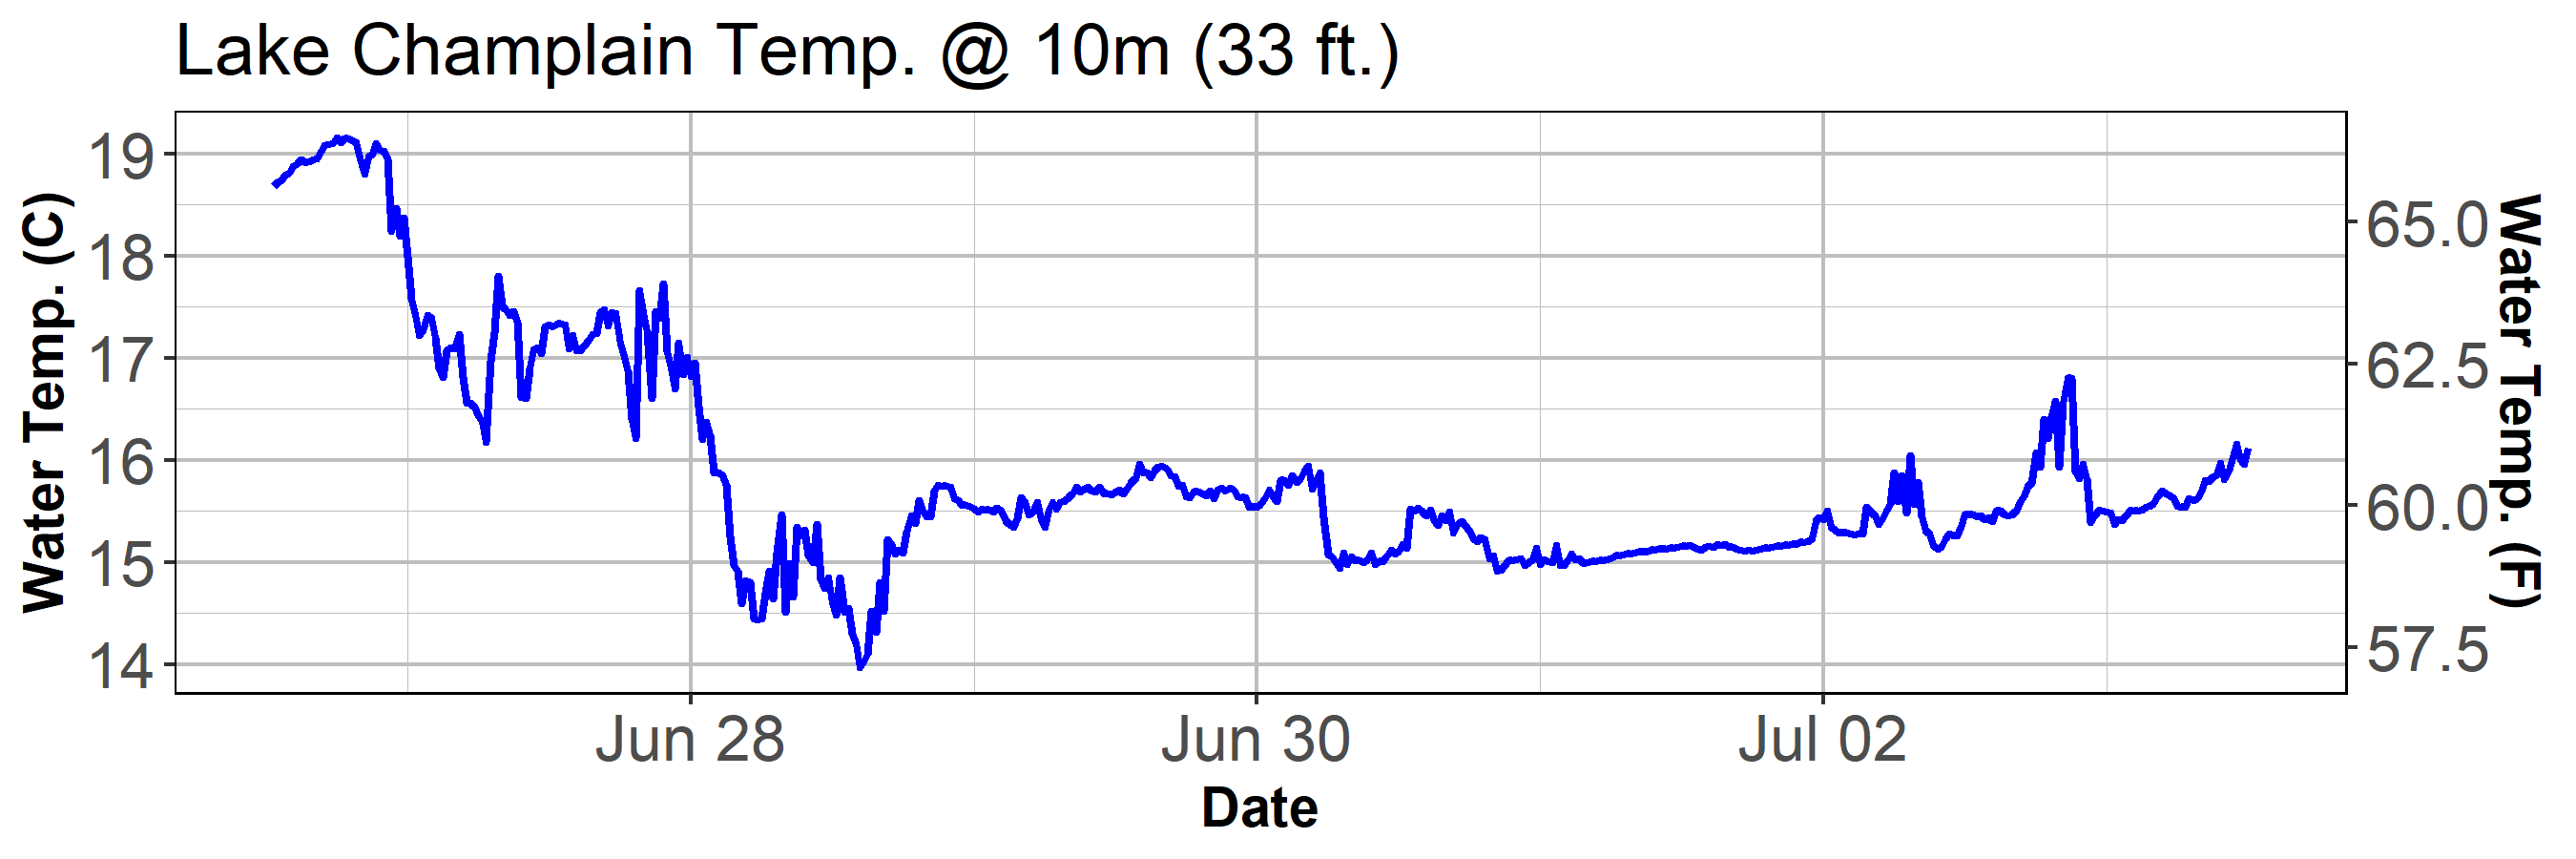 Lake Champlain Temp. @ 10m (33 ft.)
Water Temp. (C)
19
18
17
16
15
14
65.0
62.5
60.0
57.5
Water Temp. (F)
Jun 28 Jun 30 Jul 02
Date